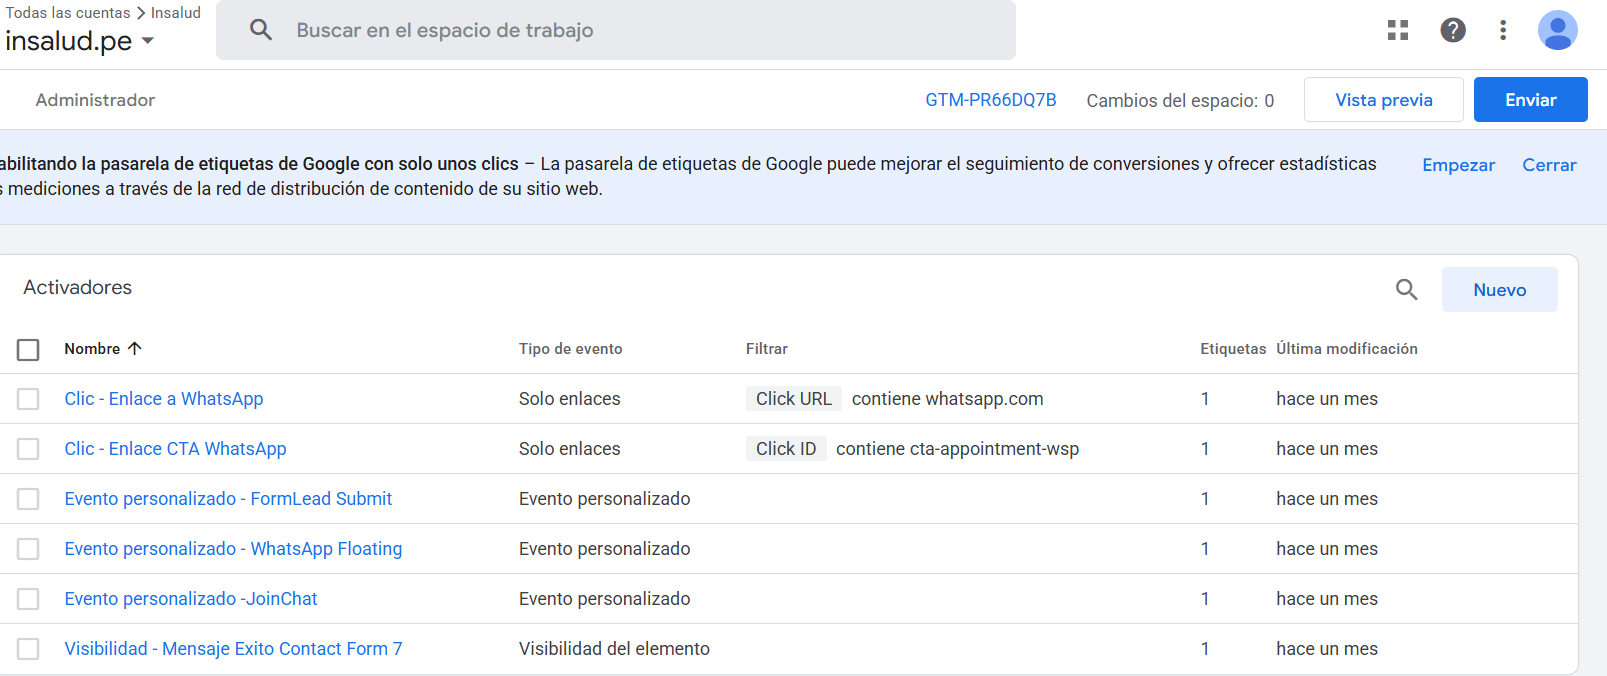 Todas las cuentas > Insalud
insalud.pe
Buscar en el espacio de trabajo
Administrador
GTM-PR66DQ7B
Cambios del espacio: 0
Vista previa
Enviar
abilitando la pasarela de etiquetas de Google con solo unos clics – La pasarela de etiquetas de Google puede mejorar el seguimiento de conversiones y ofrecer estadísticas
s mediciones a través de la red de distribución de contenido de su sitio web.
Empezar
Cerrar
Activadores
Nuevo
Nombre ↑ Tipo de evento Filtrar Etiquetas Última modificación
Clic - Enlace a WhatsApp Solo enlaces Click URL contiene whatsapp.com 1 hace un mes
Clic - Enlace CTA WhatsApp Solo enlaces Click ID contiene cta-appointment-wsp 1 hace un mes
Evento personalizado - FormLead Submit Evento personalizado 1 hace un mes
Evento personalizado - WhatsApp Floating Evento personalizado 1 hace un mes
Evento personalizado -JoinChat Evento personalizado 1 hace un mes
Visibilidad - Mensaje Exito Contact Form 7 Visibilidad del elemento 1 hace un mes